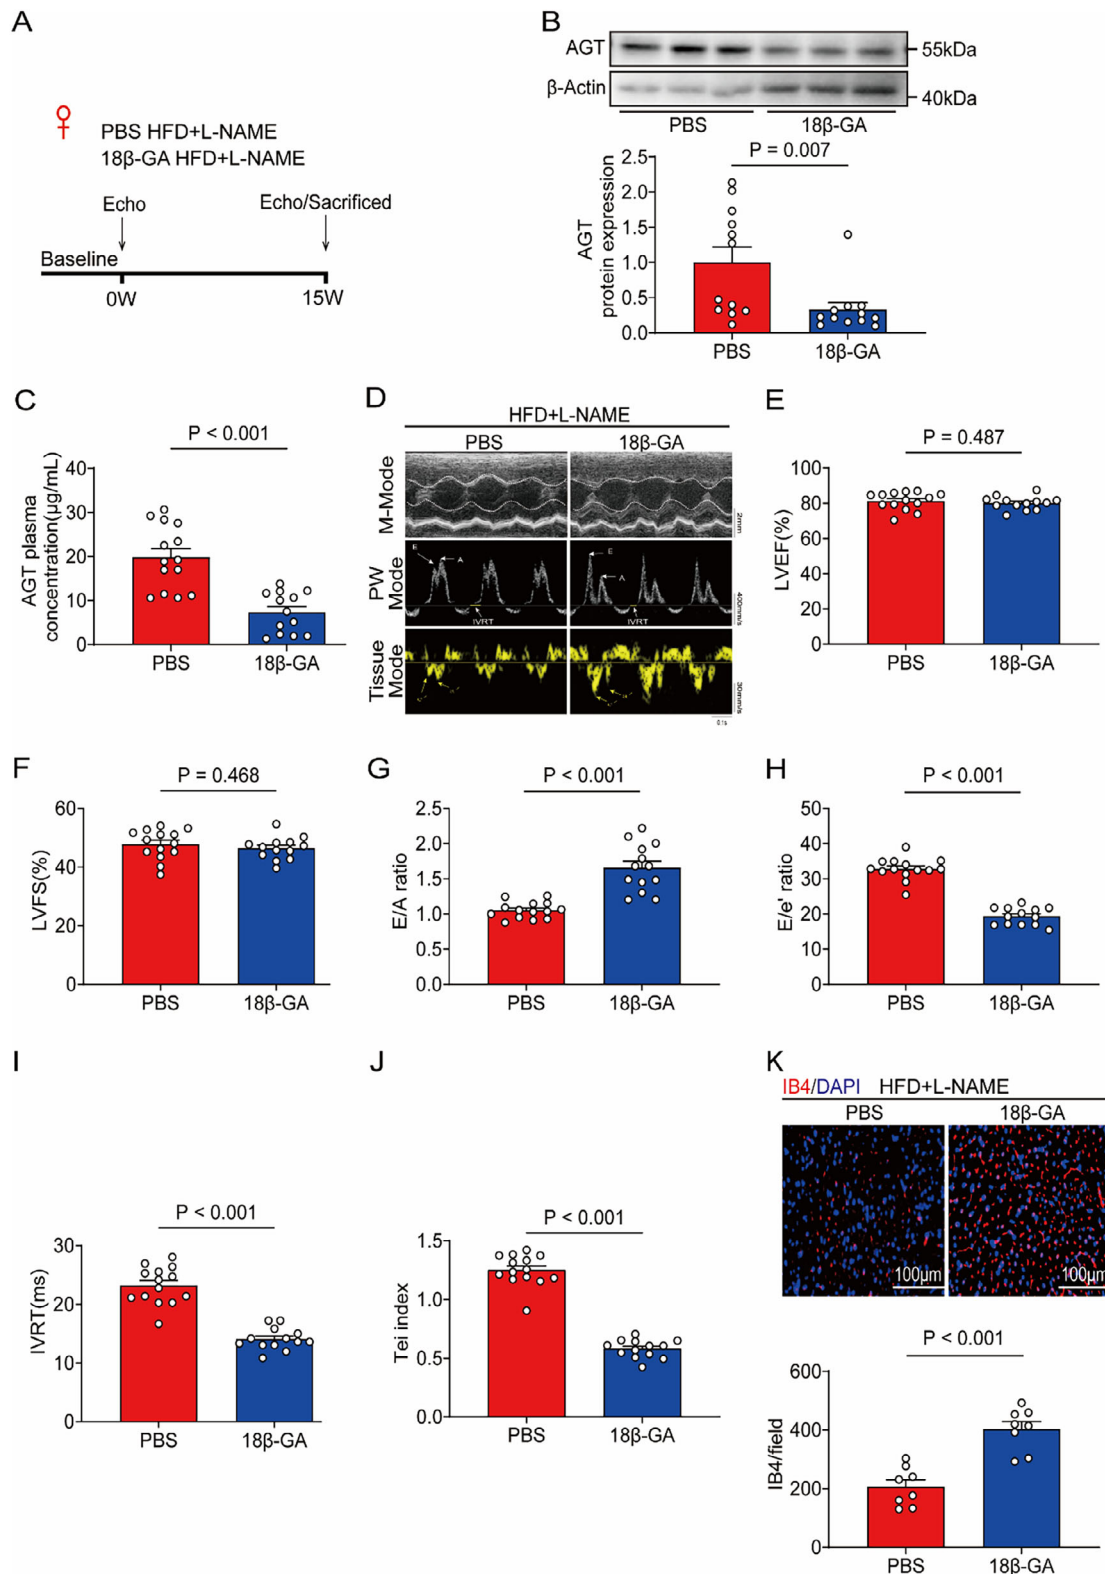 A
♀ PBS HFD+L-NAME
18β-GA HFD+L-NAME
Echo
Echo/Sacrificed
Baseline
0W
15W
B
AGT
55kDa
β-Actin
40kDa
PBS
18β-GA
P = 0.007
2.5
2.0
1.5
1.0
0.5
0.0
AGT
protein expression
PBS
18β-GA
C
P < 0.001
40
30
20
10
0
AGT plasma
concentration(μg/mL)
PBS
18β-GA
D
HFD+L-NAME
PBS
18β-GA
M-Mode
2mm
PW
Mode
E
A
IVRT
E
A
IVRT
400mm/s
Tissue
Mode
30mm/s
0.1s
E
P = 0.487
100
80
60
40
20
0
LVEF(%)
PBS
18β-GA
F
P = 0.468
60
40
20
0
LVFS(%)
PBS
18β-GA
G
P < 0.001
2.5
2.0
1.5
1.0
0.5
0.0
E/A ratio
PBS
18β-GA
H
P < 0.001
50
40
30
20
10
0
E/e' ratio
PBS
18β-GA
I
P < 0.001
30
20
10
0
IVRT(ms)
PBS
18β-GA
J
P < 0.001
1.5
1.0
0.5
0.0
Tei index
PBS
18β-GA
K
IB4/DAPI HFD+L-NAME
PBS
18β-GA
100μm
100μm
P < 0.001
600
400
200
0
IB4/field
PBS
18β-GA